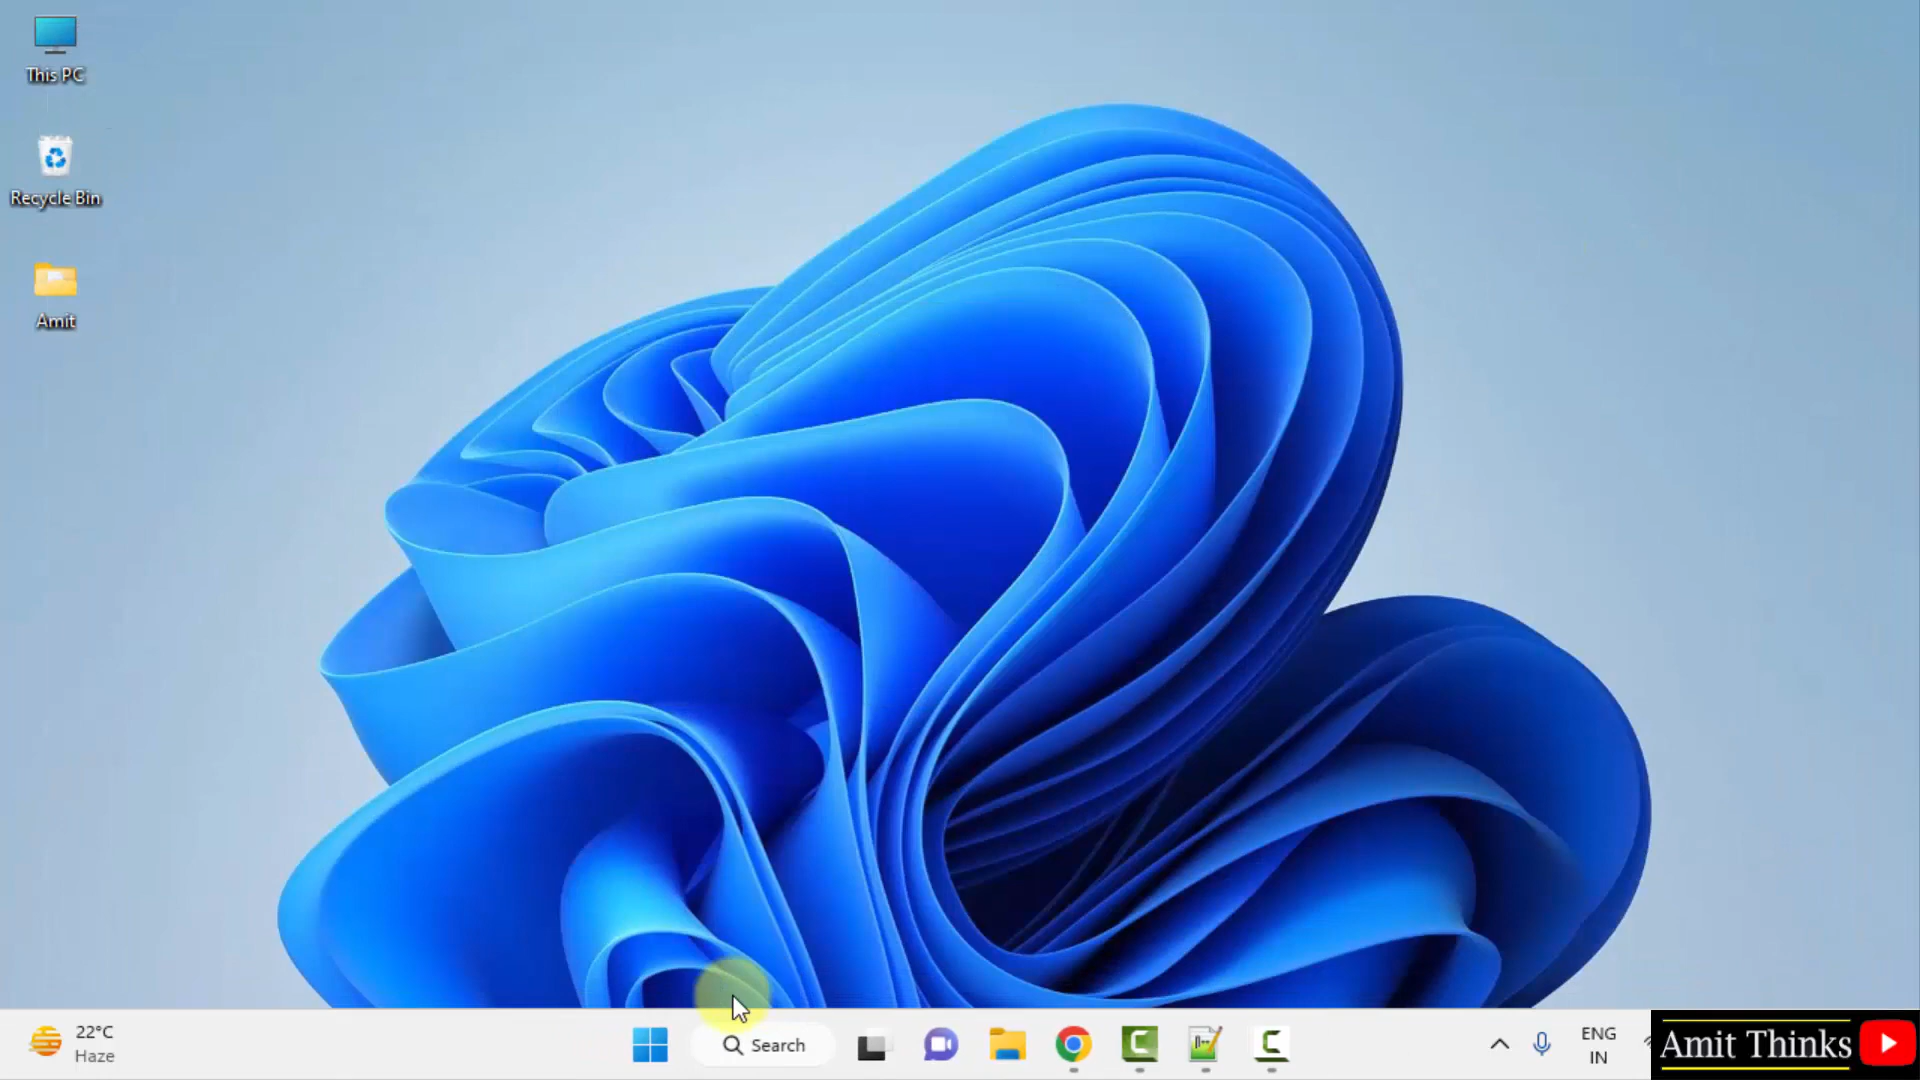 This PC
Recycle Bin
Amit
22°C
Haze
Search
ENG
IN
Amit Thinks